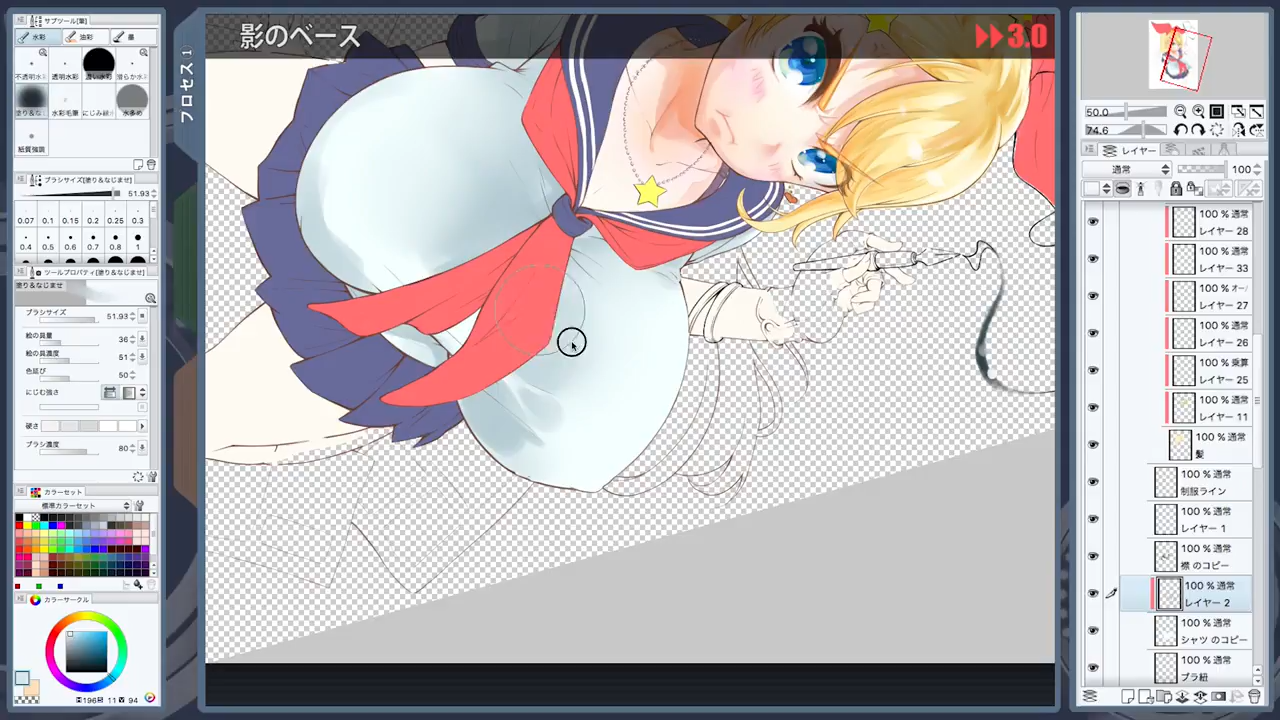 影のベース
3.0
プロセス①
サブツール[筆]
水彩
油彩
墨
不透明水
透明水彩
濃い水彩
滑らか水
塗り&な
水彩毛筆
にじみ縁
水多め
紙質強調
ブラシサイズ[塗り&なじませ]
51.93
0.07 0.1 0.15 0.2 0.25 0.3
0.4 0.5 0.6 0.7 0.8 1
ツールプロパティ[塗り&なじませ]
塗り&なじませ
ブラシサイズ 51.93
絵の具量 36
絵の具濃度 51
色延び 50
にじむ強さ
硬さ
ブラシ濃度 80
カラーセット
標準カラーセット
カラーサークル
H196 S 11 V 94
50.0
74.6
レイヤー
通常 100
100 % 通常
レイヤー 28
100 % 通常
レイヤー 33
100 % オー
レイヤー 27
100 % 通常
レイヤー 26
100 % 乗算
レイヤー 25
100 % 通常
レイヤー 11
100 % 通常
髪
100 % 通常
制服ライン
100 % 通常
レイヤー 1
100 % 通常
襟 のコピー
100 % 通常
レイヤー 2
100 % 通常
シャツ のコピー
100 % 通常
ブラ紐